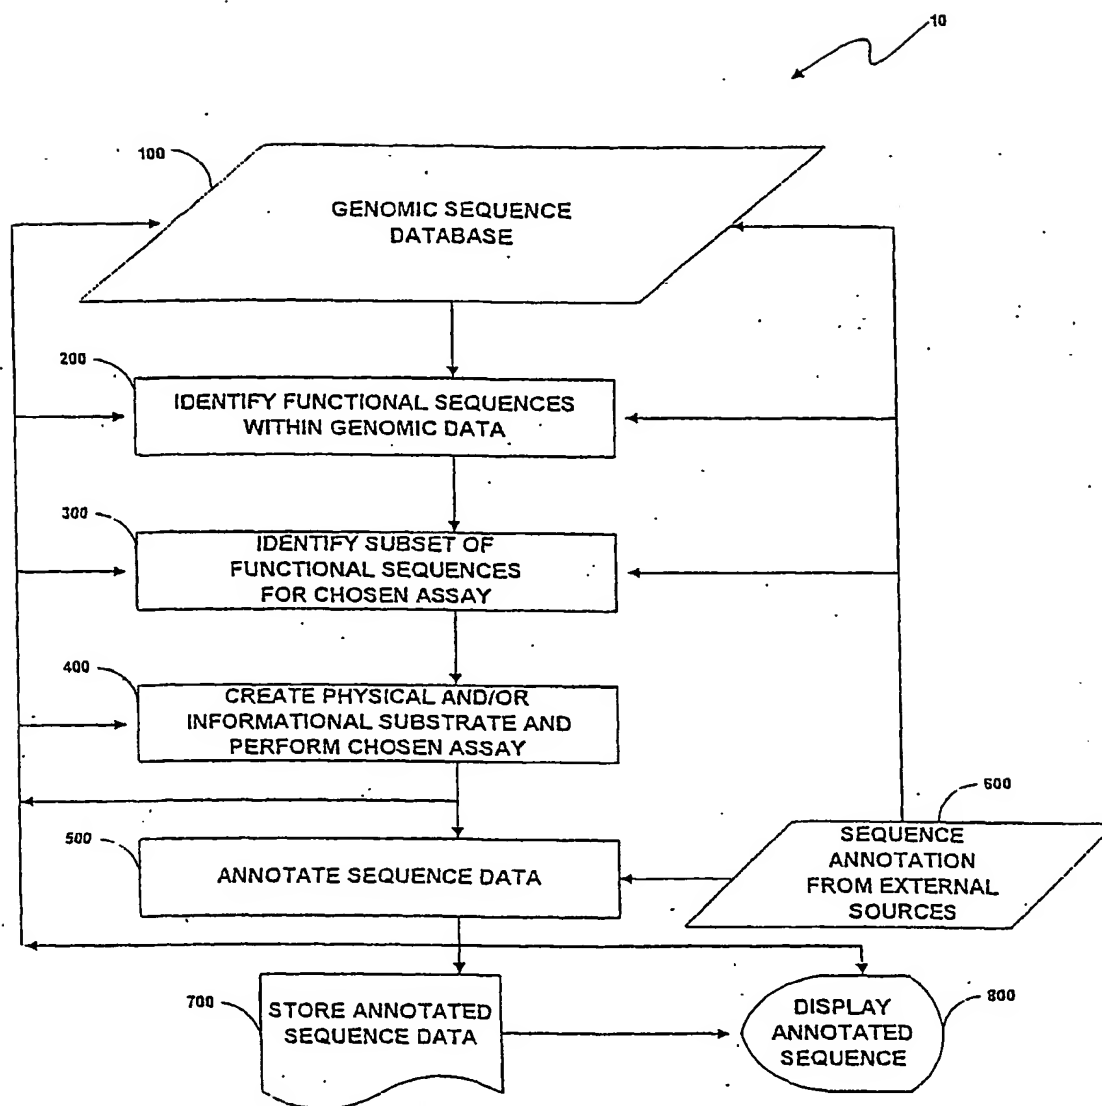 10
100
GENOMIC SEQUENCE
DATABASE
200
IDENTIFY FUNCTIONAL SEQUENCES
WITHIN GENOMIC DATA
300
IDENTIFY SUBSET OF
FUNCTIONAL SEQUENCES
FOR CHOSEN ASSAY
400
CREATE PHYSICAL AND/OR
INFORMATIONAL SUBSTRATE AND
PERFORM CHOSEN ASSAY
500
ANNOTATE SEQUENCE DATA
600
SEQUENCE
ANNOTATION
FROM EXTERNAL
SOURCES
700
STORE ANNOTATED
SEQUENCE DATA
800
DISPLAY
ANNOTATED
SEQUENCE